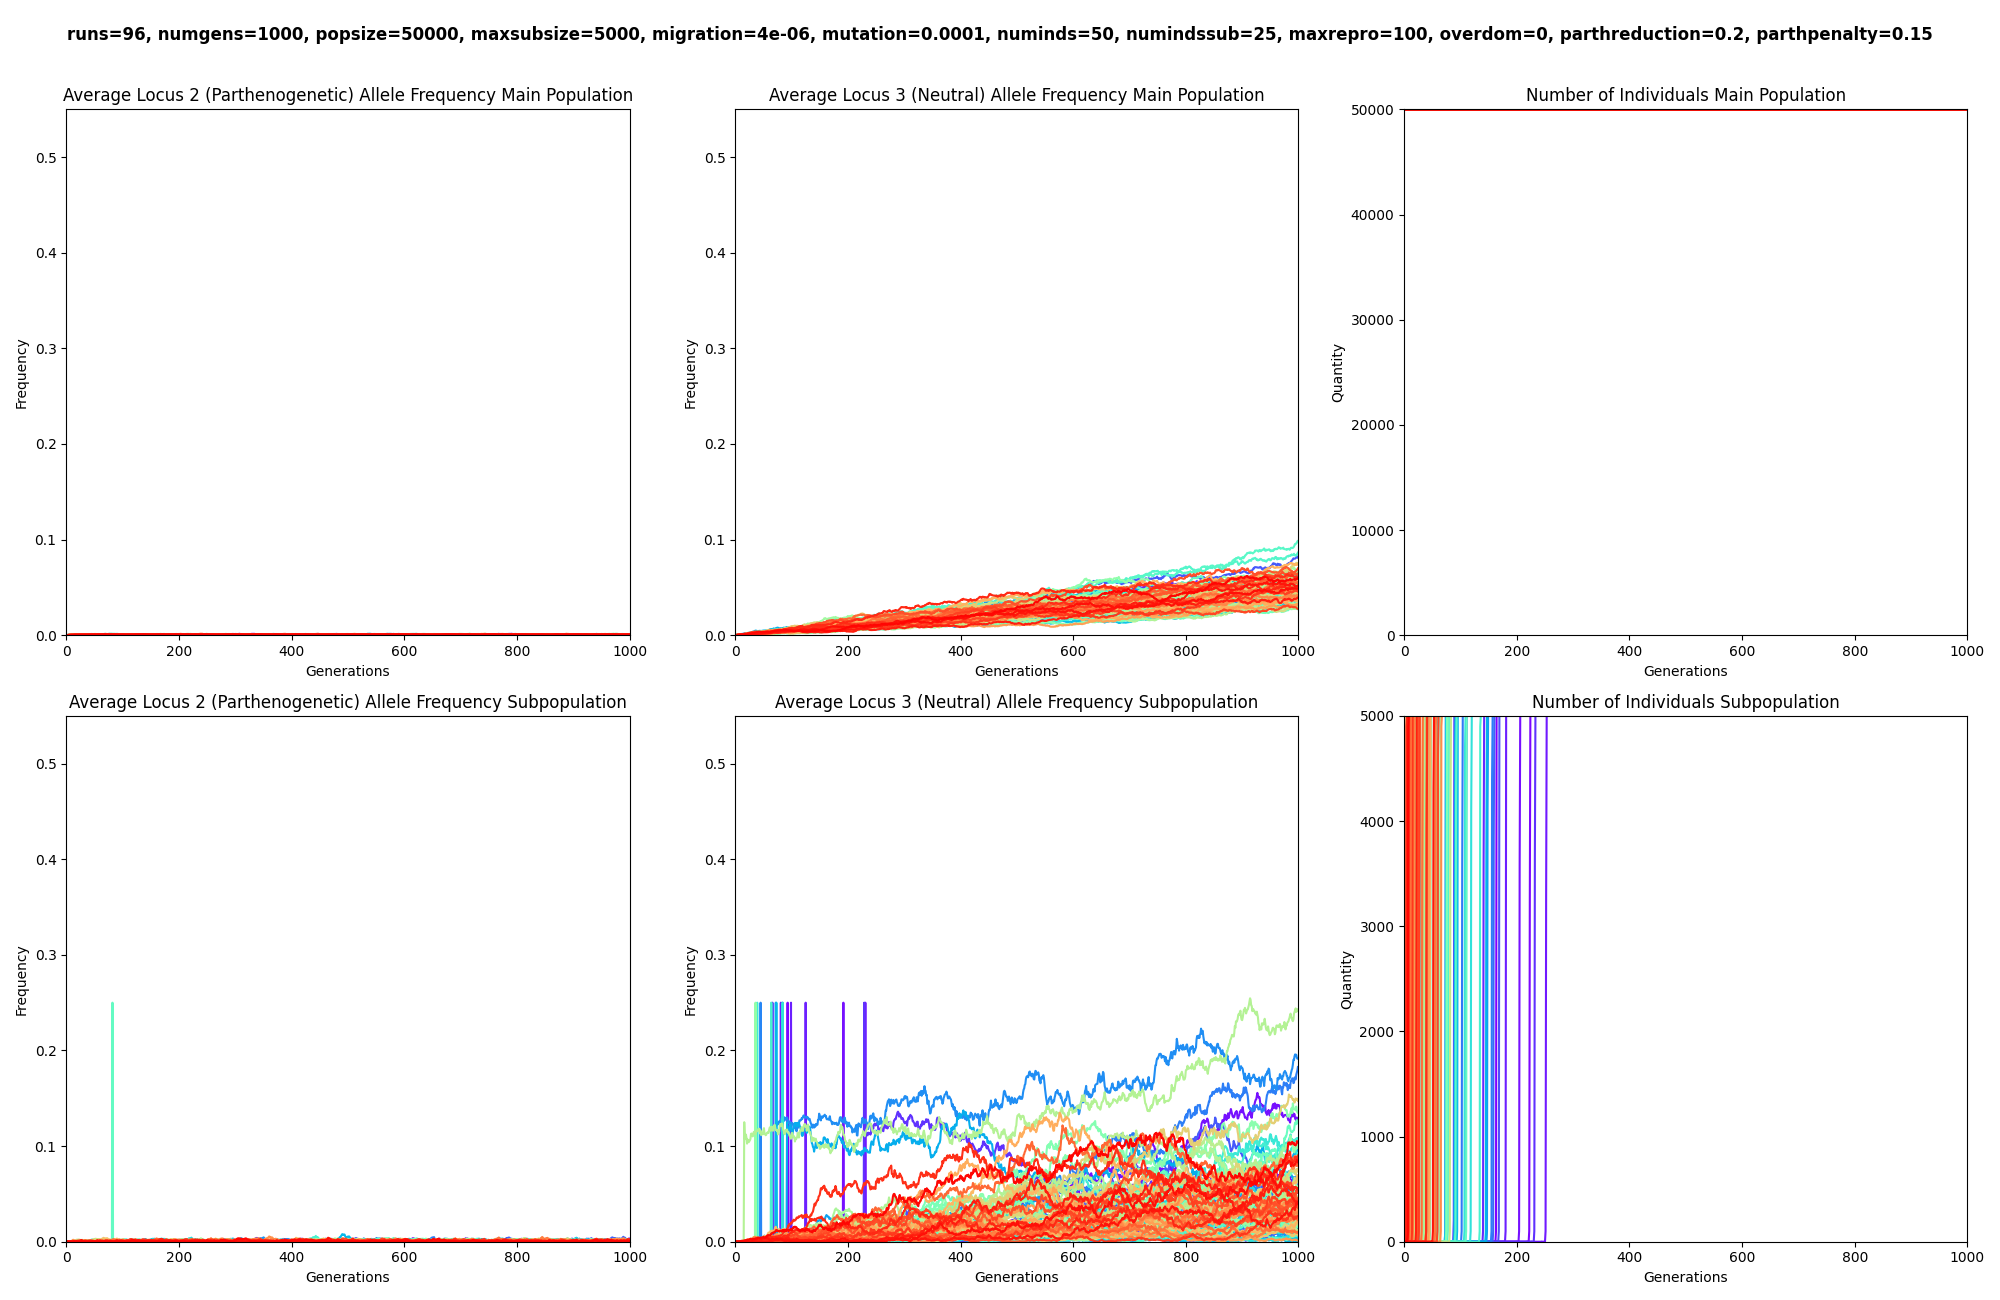 runs=96, numgens=1000, popsize=50000, maxsubsize=5000, migration=4e-06, mutation=0.0001, numinds=50, numindssub=25, maxrepro=100, overdom=0, parthreduction=0.2, parthpenalty=0.15
Average Locus 2 (Parthenogenetic) Allele Frequency Main Population
Frequency
0.5
0.4
0.3
0.2
0.1
0.0
0 200 400 600 800 1000
Generations
Average Locus 3 (Neutral) Allele Frequency Main Population
Frequency
0.5
0.4
0.3
0.2
0.1
0.0
0 200 400 600 800 1000
Generations
Number of Individuals Main Population
Quantity
50000
40000
30000
20000
10000
0
0 200 400 600 800 1000
Generations
Average Locus 2 (Parthenogenetic) Allele Frequency Subpopulation
Frequency
0.5
0.4
0.3
0.2
0.1
0.0
0 200 400 600 800 1000
Generations
Average Locus 3 (Neutral) Allele Frequency Subpopulation
Frequency
0.5
0.4
0.3
0.2
0.1
0.0
0 200 400 600 800 1000
Generations
Number of Individuals Subpopulation
Quantity
5000
4000
3000
2000
1000
0
0 200 400 600 800 1000
Generations